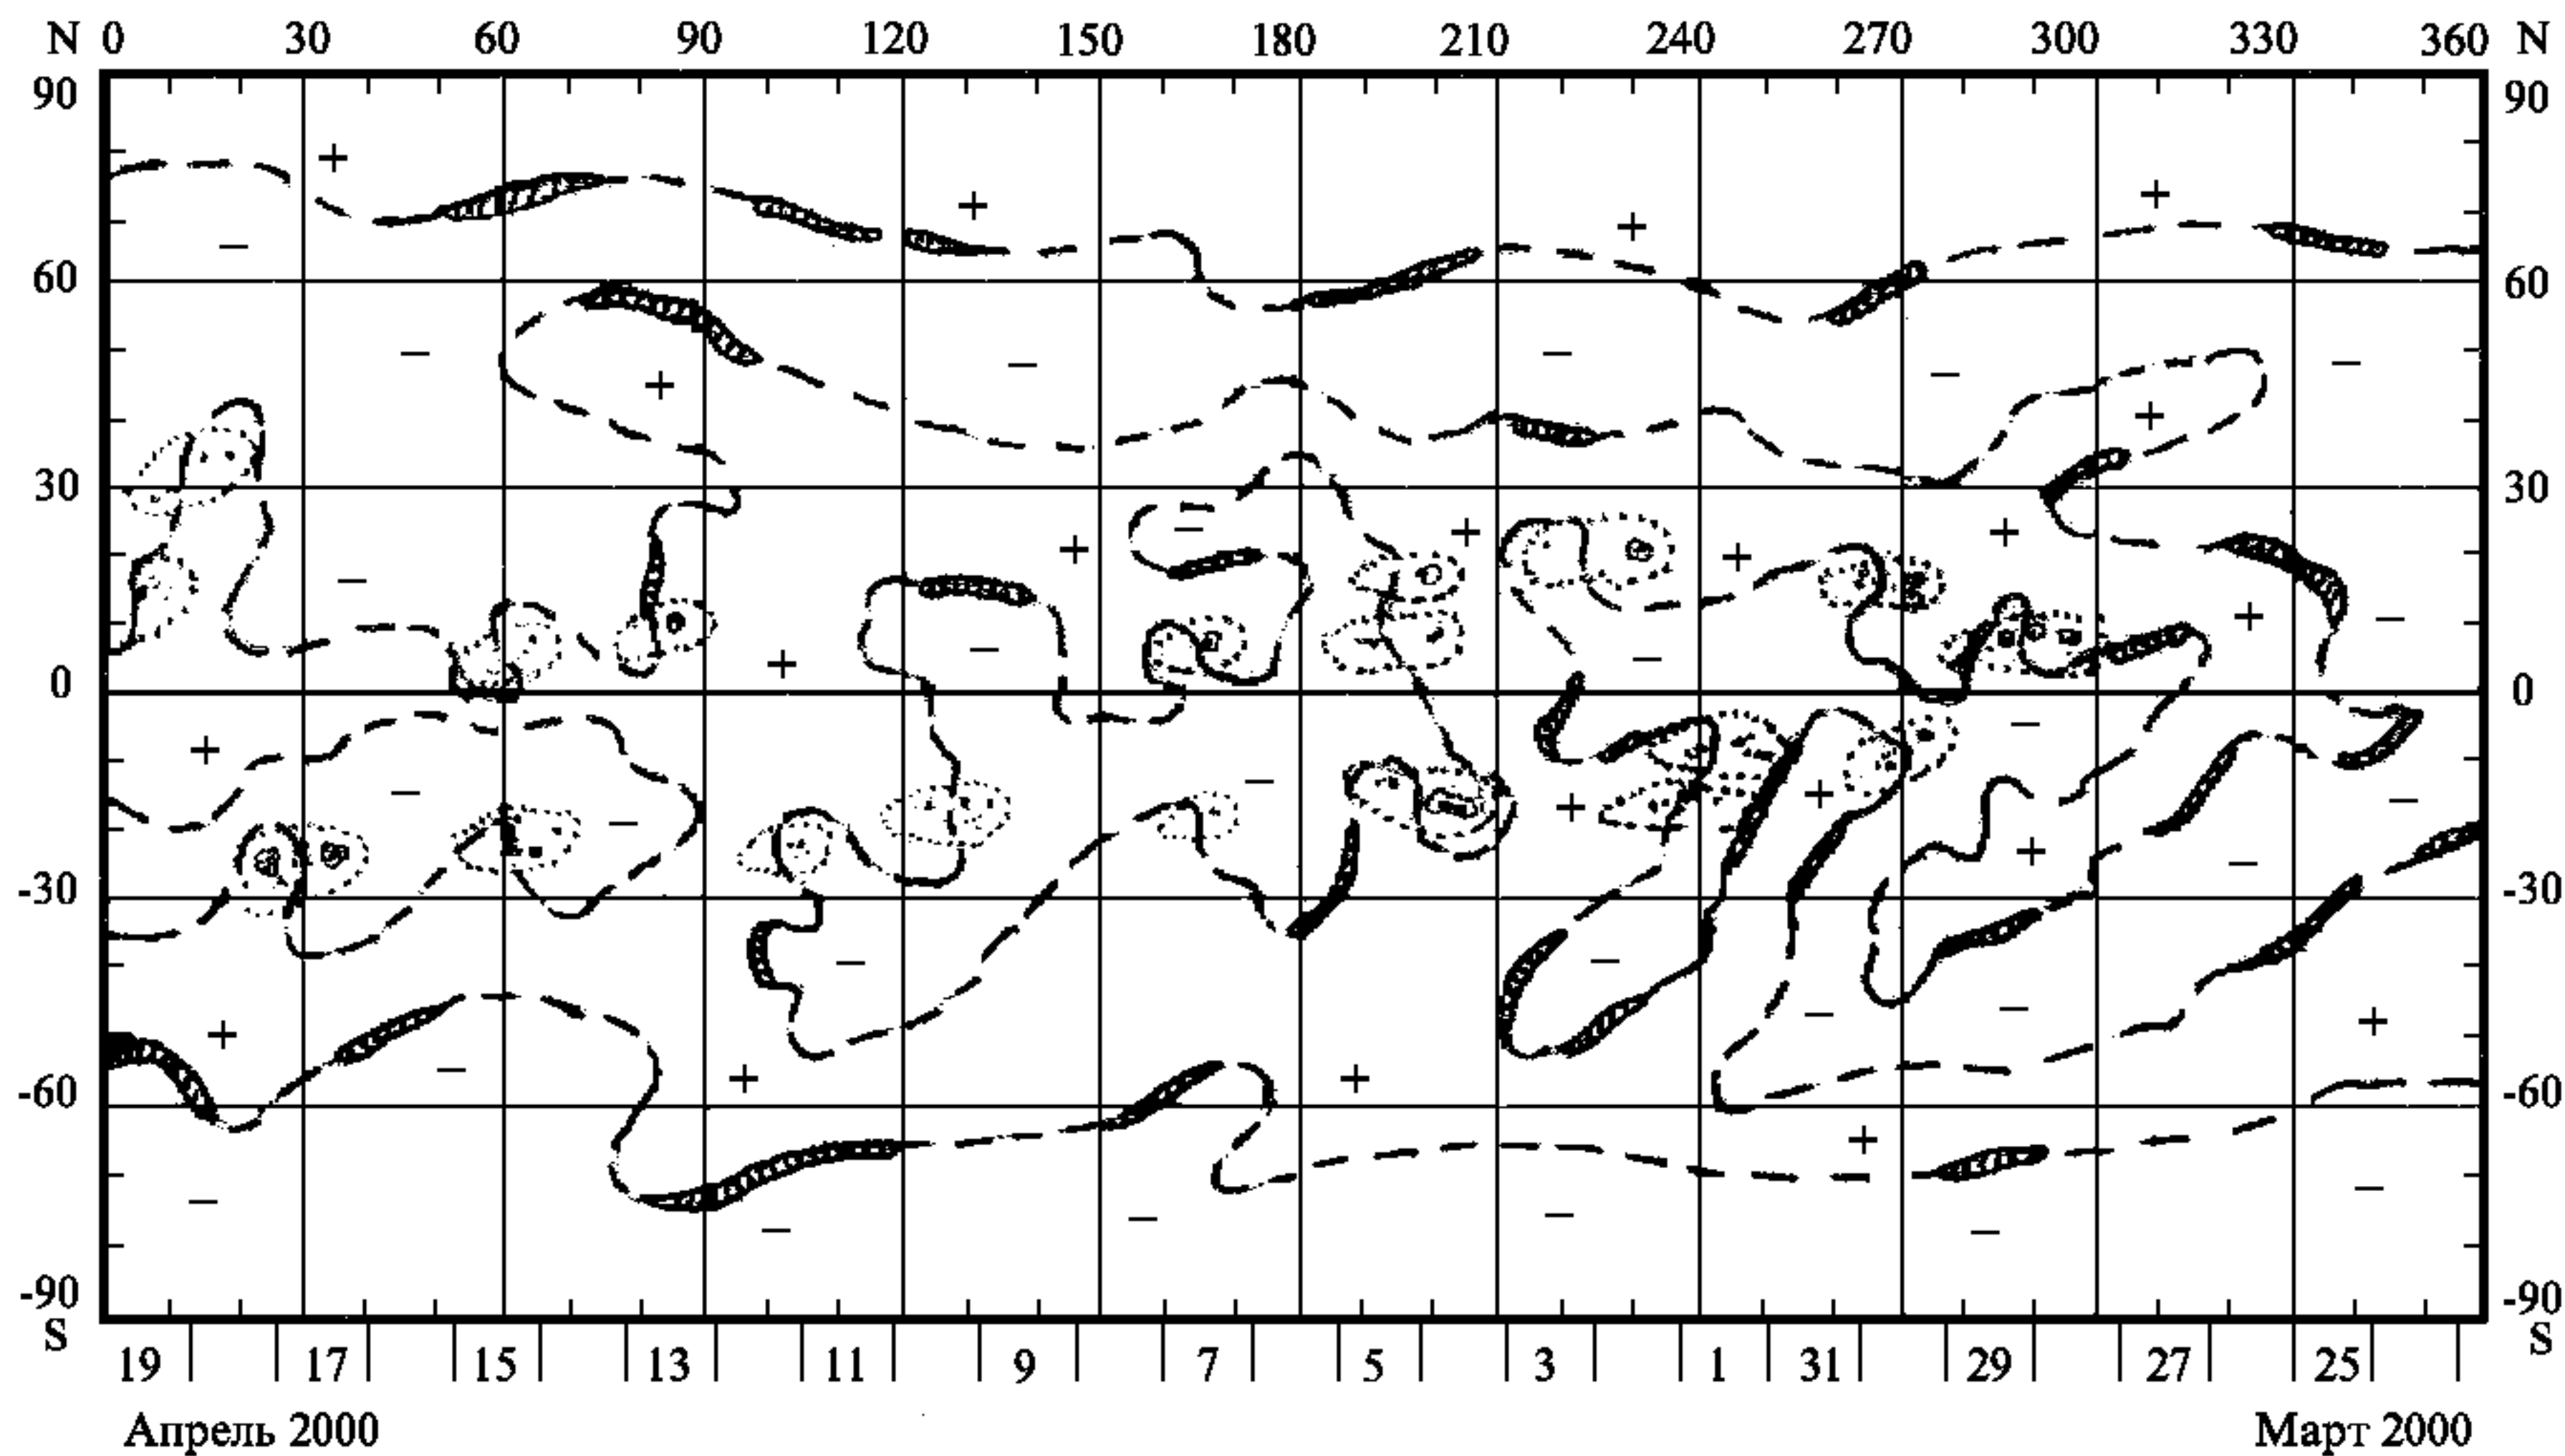 N 0 30 60 90 120 150 180 210 240 270 300 330 360 N
90 90
+
+ + + +
−
60 60
− − − − − −
+ +
30 30
− − + + + +
+ − − + −
0 0
+ − − − + + − −
− + −
-30 -30
− − − −
+ − +
+ + -60 -60
+
− − − − − −
-90 -90
S S
19 17 15 13 11 9 7 5 3 1 31 29 27 25
Апрель 2000 Март 2000